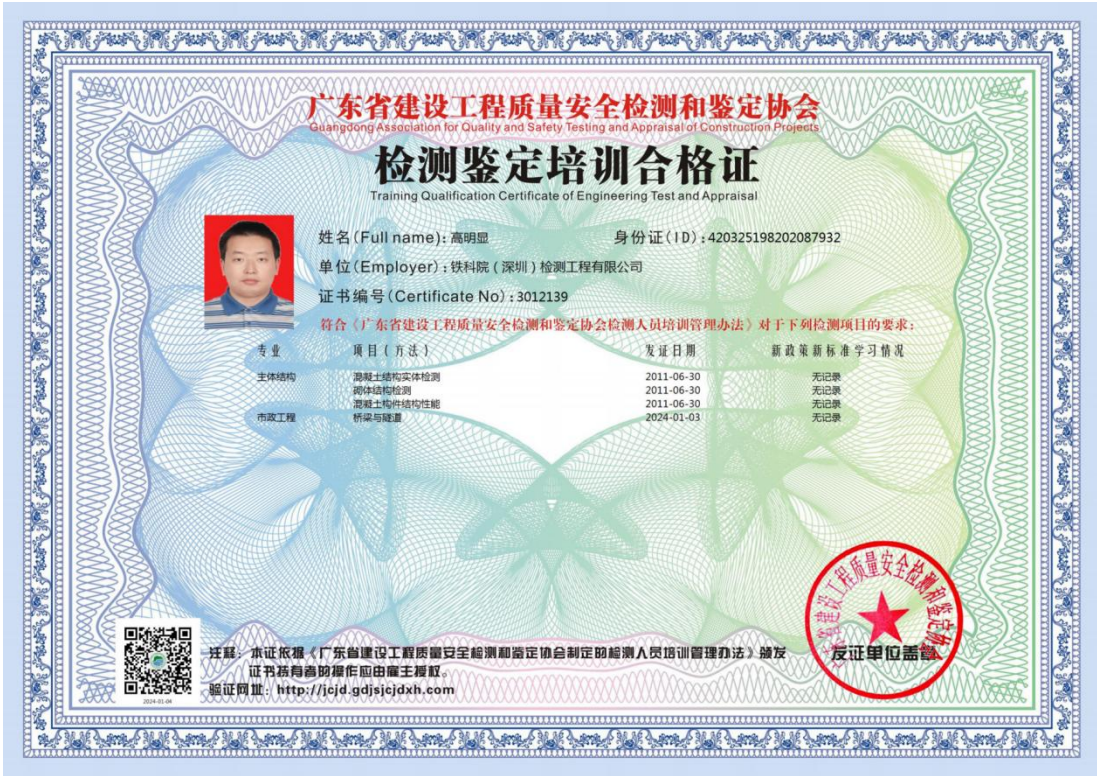 广东省建设工程质量安全检测和鉴定协会
Guangdong Association for Quality and Safety Testing and Appraisal of Construction Projects
检测鉴定培训合格证
Training Qualification Certificate of Engineering Test and Appraisal
姓名(Full name): 高明显 身份证(ID): 420325198202087932
单位(Employer): 铁科院（深圳）检测工程有限公司
证书编号(Certificate No): 3012139
符合《广东省建设工程质量安全检测和鉴定协会检测人员培训管理办法》对于下列检测项目的要求：
专业 项目(方法) 发证日期 新政策新标准学习情况
主体结构 混凝土结构实体检测 2011-06-30 无记录
砌体结构检测 2011-06-30 无记录
混凝土构件结构性能 2011-06-30 无记录
市政工程 桥梁与隧道 2024-01-03 无记录
广东省建设工程质量安全检测和鉴定协会
发证单位盖章
注释：本证依据《广东省建设工程质量安全检测和鉴定协会制定的检测人员培训管理办法》颁发
证书持有者的操作应由雇主授权。
验证网址：http://jcjd.gdjsjcjdxh.com
2024-01-04